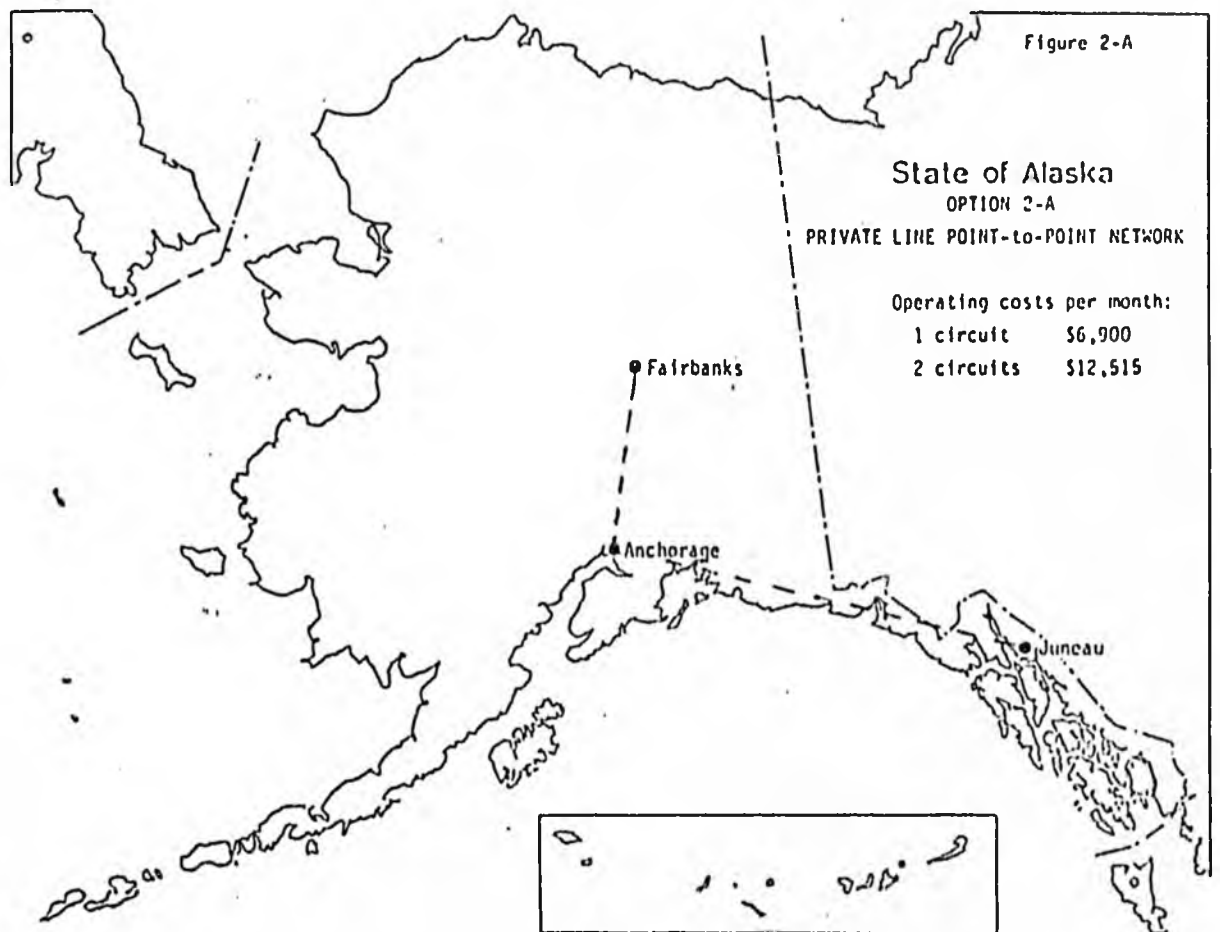 Figure 2-A
State of Alaska
OPTION 2-A
PRIVATE LINE POINT-to-POINT NETWORK
Operating costs per month:
1 circuit $6,900
2 circuits $12,515
Fairbanks
Anchorage
Juneau